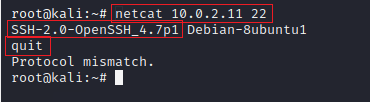 root@kali:~# netcat 10.0.2.11 22
SSH-2.0-OpenSSH_4.7p1 Debian-8ubuntu1
quit
Protocol mismatch.
root@kali:~#